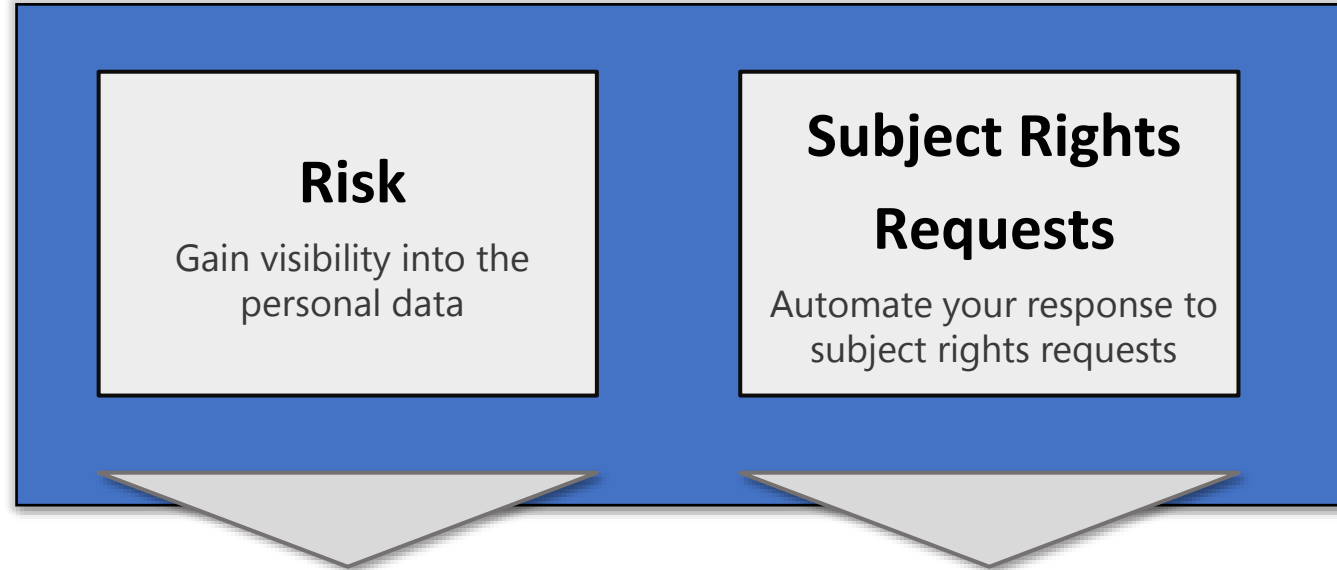 Risk
Gain visibility into the
personal data
Subject Rights
Requests
Automate your response to
subject rights requests